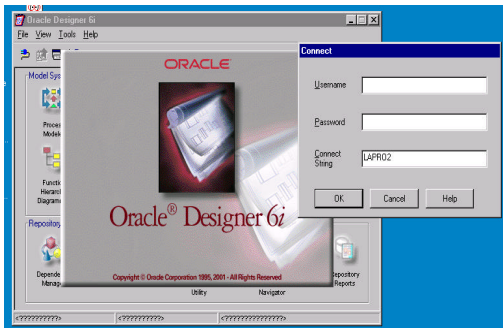 Oracle Designer 6i
File View Tools Help
Model Sys
Proces
Modele
Functi
Hierarc
Diagram
Repository
Depende
Manag
ORACLE
Oracle® Designer 6i
Copyright © Oracle Corporation 1995, 2001 - All Rights Reserved
Utility
Navigator
epository
Reports
Connect
Username
Password
Connect
String
LAPRO2
OK
Cancel
Help
<???????????>
<???????????>
<????????????????>